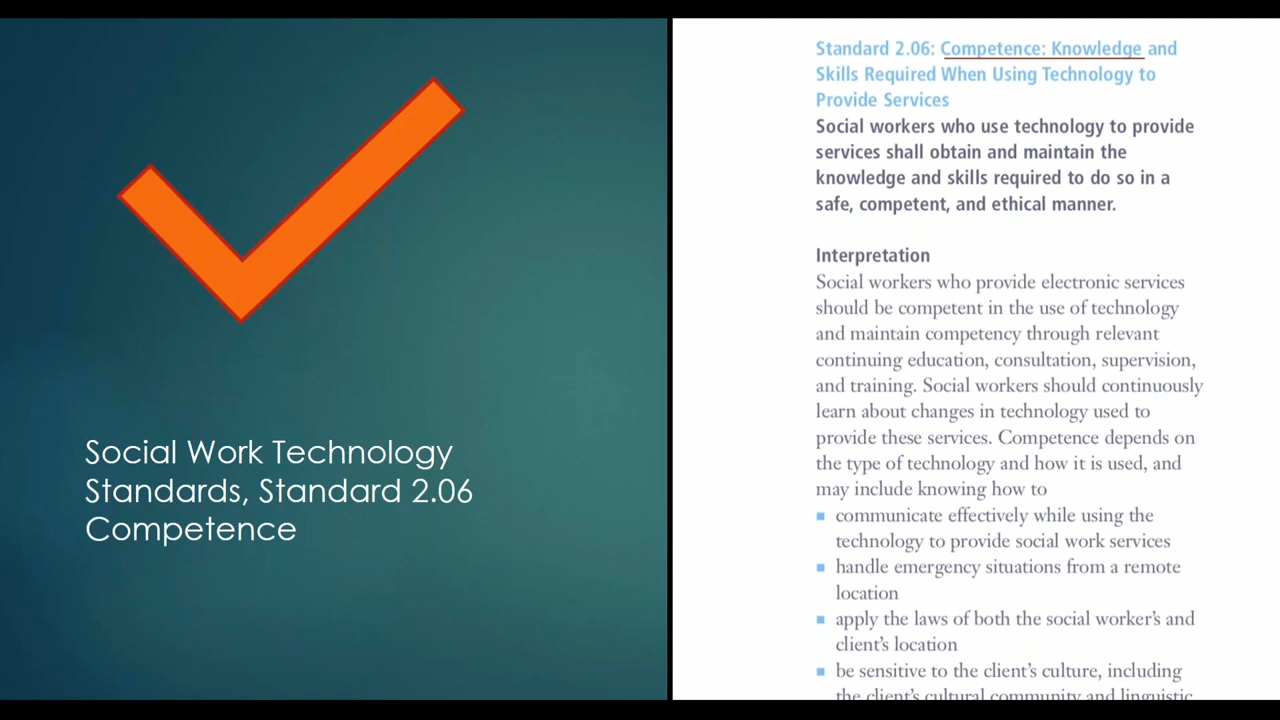 Social Work Technology
Standards, Standard 2.06
Competence
Standard 2.06: Competence: Knowledge and
Skills Required When Using Technology to
Provide Services
Social workers who use technology to provide
services shall obtain and maintain the
knowledge and skills required to do so in a
safe, competent, and ethical manner.
Interpretation
Social workers who provide electronic services
should be competent in the use of technology
and maintain competency through relevant
continuing education, consultation, supervision,
and training. Social workers should continuously
learn about changes in technology used to
provide these services. Competence depends on
the type of technology and how it is used, and
may include knowing how to
communicate effectively while using the
technology to provide social work services
handle emergency situations from a remote
location
apply the laws of both the social worker's and
client's location
be sensitive to the client's culture, including
the client's cultural community and linguistic